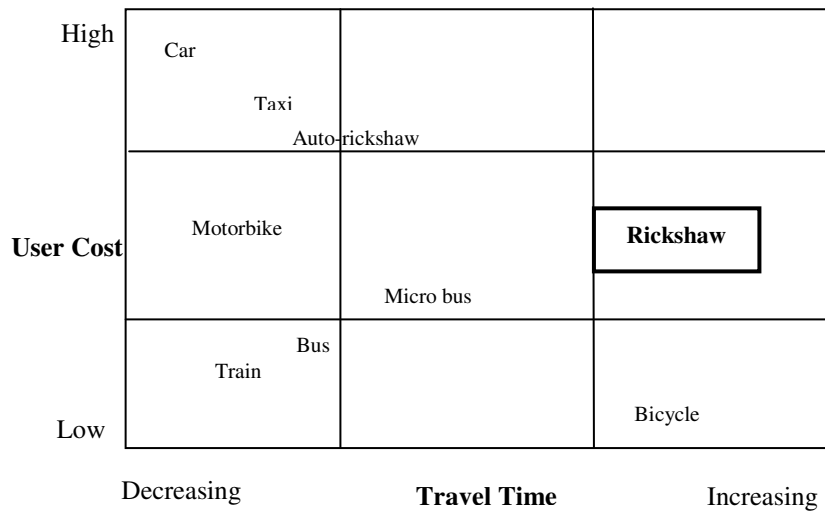 High
Car
Taxi
Auto-rickshaw
Motorbike
Rickshaw
User Cost
Micro bus
Bus
Train
Bicycle
Low
Decreasing Travel Time Increasing